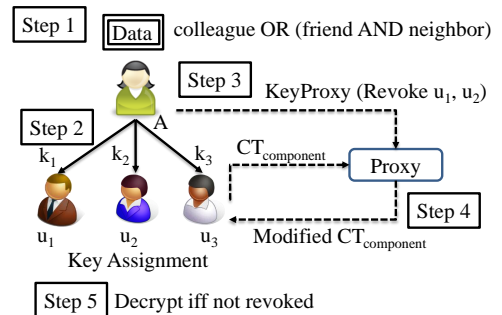 Step 1
Data
colleague OR (friend AND neighbor)
Step 3
KeyProxy (Revoke u1, u2)
Step 2
A
k1
k2
k3
CTcomponent
Proxy
Step 4
u1
u2
u3
Modified CTcomponent
Key Assignment
Step 5
Decrypt iff not revoked